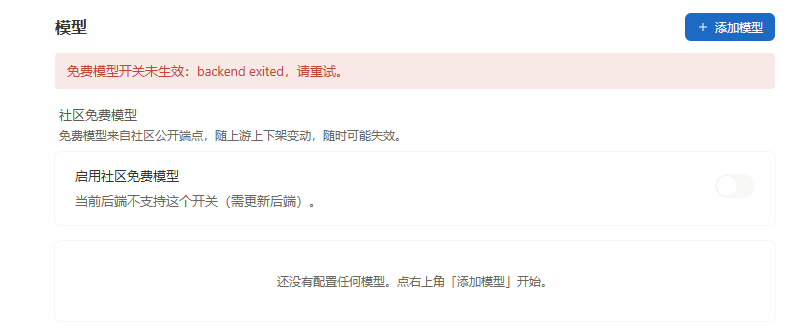 模型
+ 添加模型
免费模型开关未生效：backend exited，请重试。
社区免费模型
免费模型来自社区公开端点，随上游上下架变动，随时可能失效。
启用社区免费模型
当前后端不支持这个开关（需更新后端）。
还没有配置任何模型。点右上角「添加模型」开始。